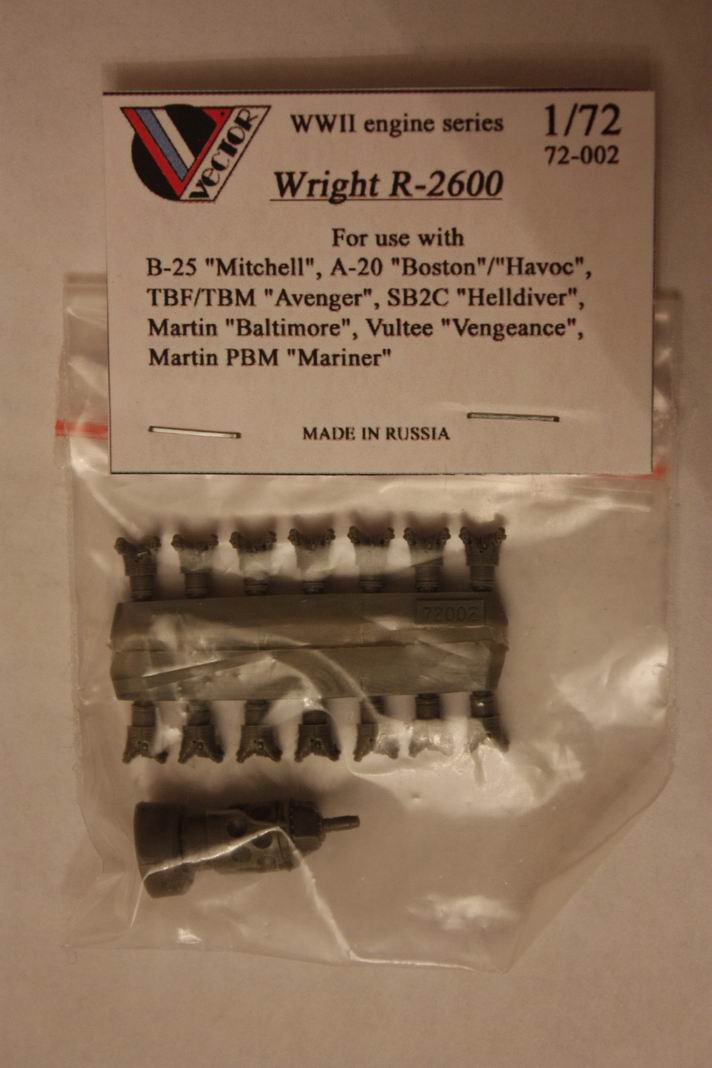 VECTOR
WWII engine series
1/72
72-002
Wright R-2600
For use with
B-25 "Mitchell", A-20 "Boston"/"Havoc",
TBF/TBM "Avenger", SB2C "Helldiver",
Martin "Baltimore", Vultee "Vengeance",
Martin PBM "Mariner"
MADE IN RUSSIA
72002